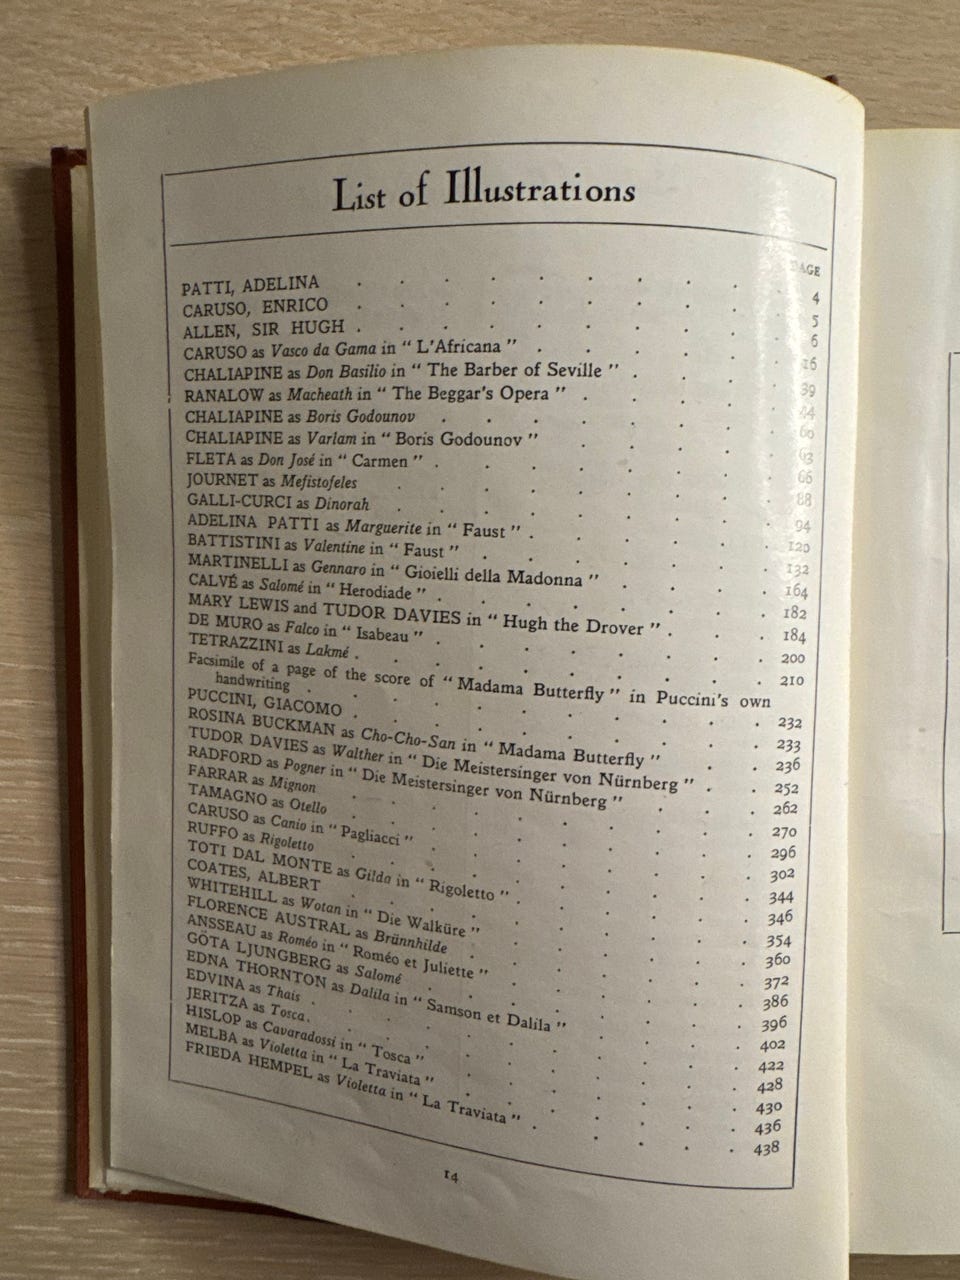 List of Illustrations
PAGE
PATTI, ADELINA . . . . . . . . 4
CARUSO, ENRICO . . . . . . . . 5
ALLEN, SIR HUGH . . . . . . . . 6
CARUSO as Vasco da Gama in “ L'Africana ” . . . . 16
CHALIAPINE as Don Basilio in “ The Barber of Seville ” . . . 39
RANALOW as Macheath in “ The Beggar's Opera ” . . . . 44
CHALIAPINE as Boris Godounov . . . . . . 60
CHALIAPINE as Varlam in “ Boris Godounov ” . . . . 63
FLETA as Don José in “ Carmen ” . . . . . . 66
JOURNET as Mefistofeles . . . . . . 88
GALLI-CURCI as Dinorah . . . . . . 94
ADELINA PATTI as Marguerite in “ Faust ” . . . . . 120
BATTISTINI as Valentine in “ Faust ” . . . . . 132
MARTINELLI as Gennaro in “ Gioielli della Madonna ” . . . 164
CALVÉ as Salomé in “ Herodiade ” . . . . . . 182
MARY LEWIS and TUDOR DAVIES in “ Hugh the Drover ” . . . 184
DE MURO as Falco in “ Isabeau ” . . . . . . 200
TETRAZZINI as Lakmé . . . . . . . 210
Facsimile of a page of the score of “ Madama Butterfly ” in Puccini's own
handwriting . . . . . . . . 232
PUCCINI, GIACOMO . . . . . . . 233
ROSINA BUCKMAN as Cho-Cho-San in “ Madama Butterfly ” . . 236
TUDOR DAVIES as Walther in “ Die Meistersinger von Nürnberg ” . . 252
RADFORD as Pogner in “ Die Meistersinger von Nürnberg ” . . 262
FARRAR as Mignon . . . . . . . 270
TAMAGNO as Otello . . . . . . . 296
CARUSO as Canio in “ Pagliacci ” . . . . . 302
RUFFO as Rigoletto . . . . . . . 344
TOTI DAL MONTE as Gilda in “ Rigoletto ” . . . . 346
COATES, ALBERT . . . . . . . 354
WHITEHILL as Wotan in “ Die Walküre ” . . . . 360
FLORENCE AUSTRAL as Brünnhilde . . . . . 372
ANSSEAU as Roméo in “ Roméo et Juliette ” . . . . 386
GÖTA LJUNGBERG as Salomé . . . . . . 396
EDNA THORNTON as Dalila in “ Samson et Dalila ” . . . 402
EDVINA as Thaïs . . . . . . . 422
JERITZA as Tosca . . . . . . . 428
HISLOP as Cavaradossi in “ Tosca ” . . . . . 430
MELBA as Violetta in “ La Traviata ” . . . . . 436
FRIEDA HEMPEL as Violetta in “ La Traviata ” . . . . 438
14